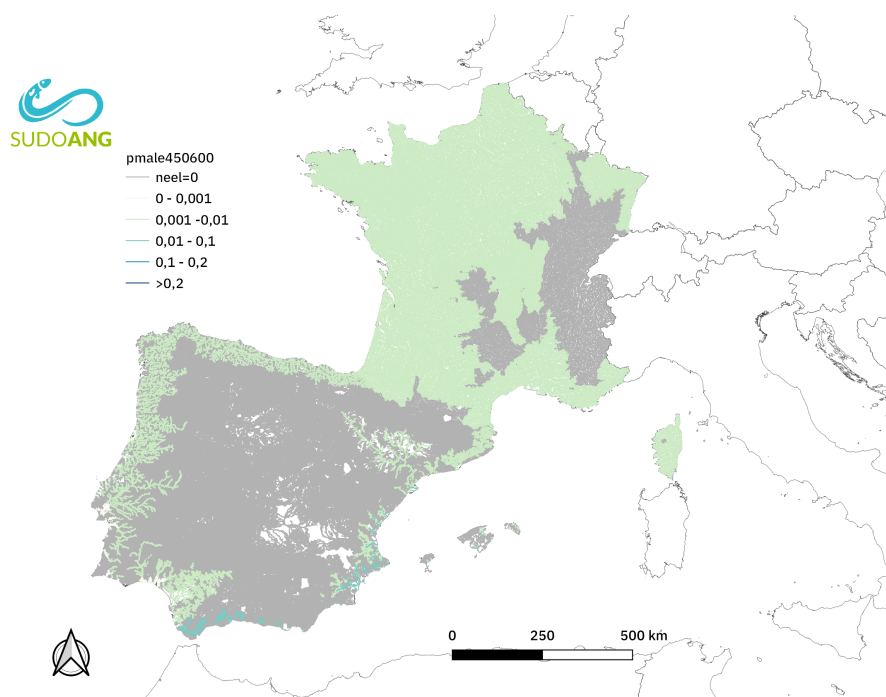 SUDOANG
pmale450600
neel=0
0 - 0,001
0,001 -0,01
0,01 - 0,1
0,1 - 0,2
>0,2
0 250 500 km